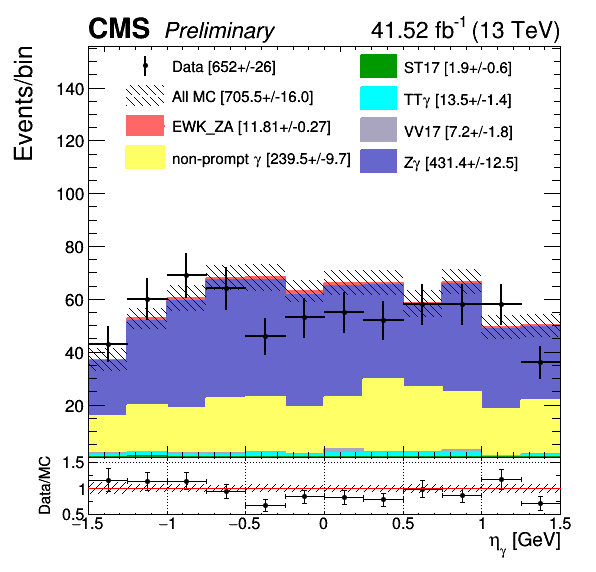 CMS Preliminary 41.52 fb⁻¹ (13 TeV)
Events/bin
Data [652+/-26]
All MC [705.5+/-16.0]
EWK_ZA [11.81+/-0.27]
non-prompt γ [239.5+/-9.7]
ST17 [1.9+/-0.6]
TTγ [13.5+/-1.4]
VV17 [7.2+/-1.8]
Zγ [431.4+/-12.5]
140
120
100
80
60
40
20
Data/MC
1.5
1
0.5
−1.5 −1 −0.5 0 0.5 1 1.5
ηγ [GeV]